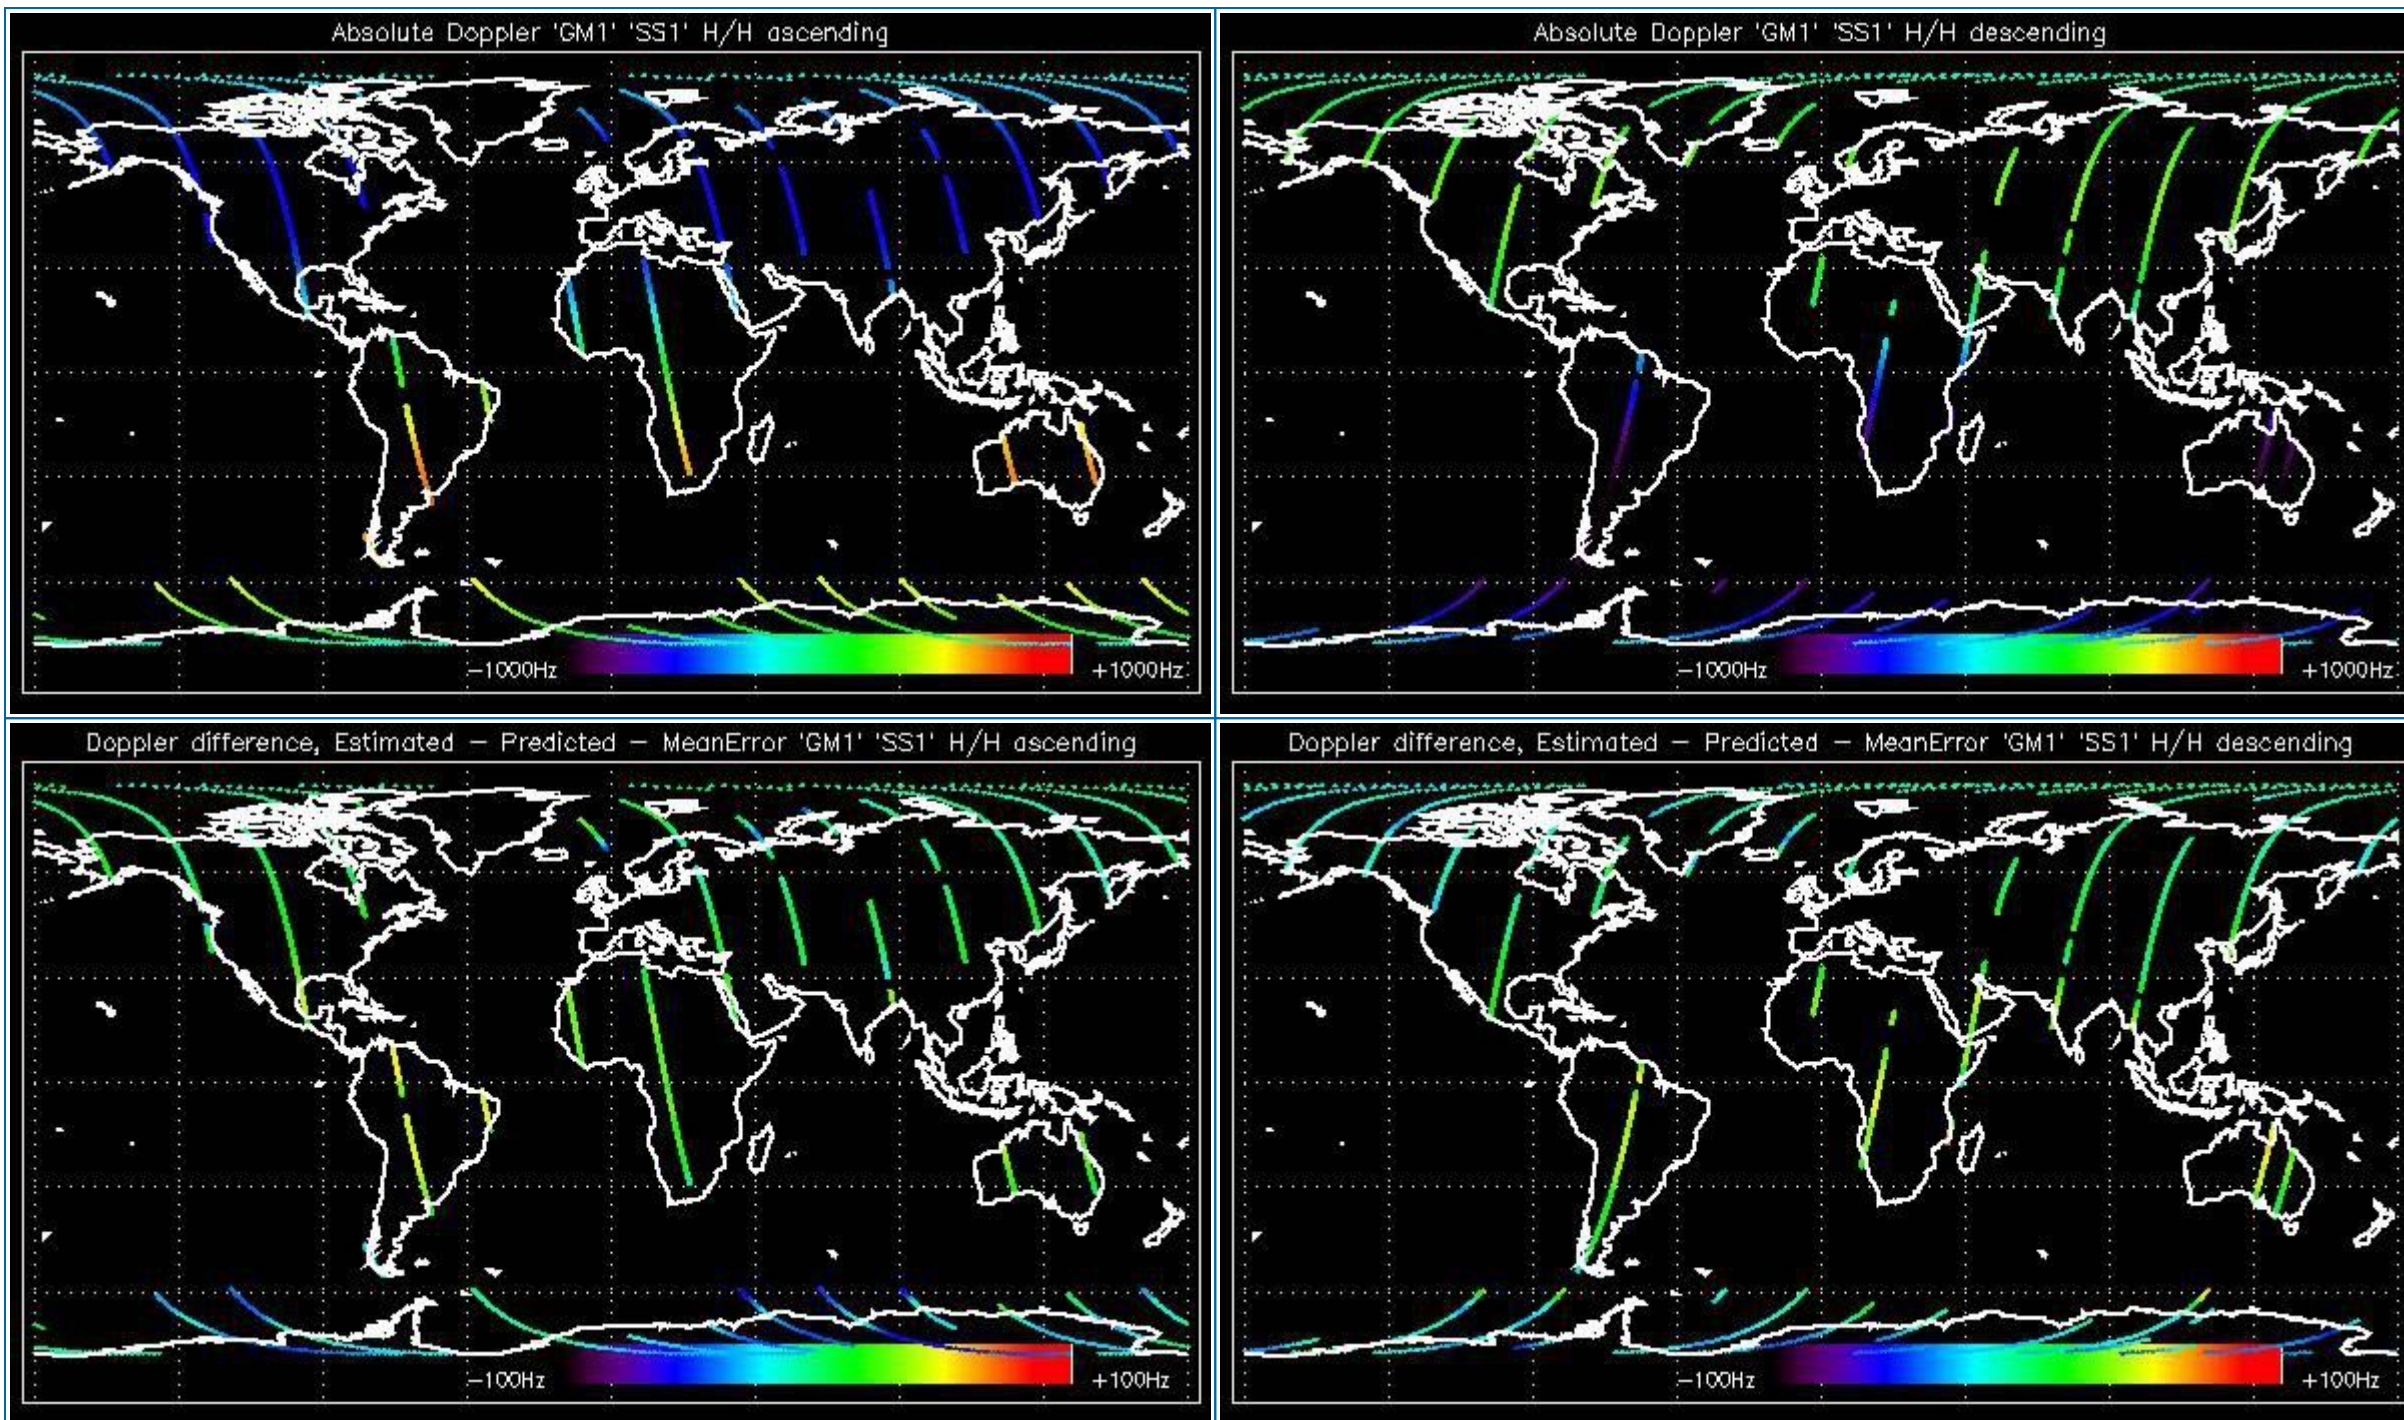 Absolute Doppler 'GM1' 'SS1' H/H ascending
-1000Hz +1000Hz
Absolute Doppler 'GM1' 'SS1' H/H descending
-1000Hz +1000Hz
Doppler difference, Estimated - Predicted - MeanError 'GM1' 'SS1' H/H ascending
-100Hz +100Hz
Doppler difference, Estimated - Predicted - MeanError 'GM1' 'SS1' H/H descending
-100Hz +100Hz